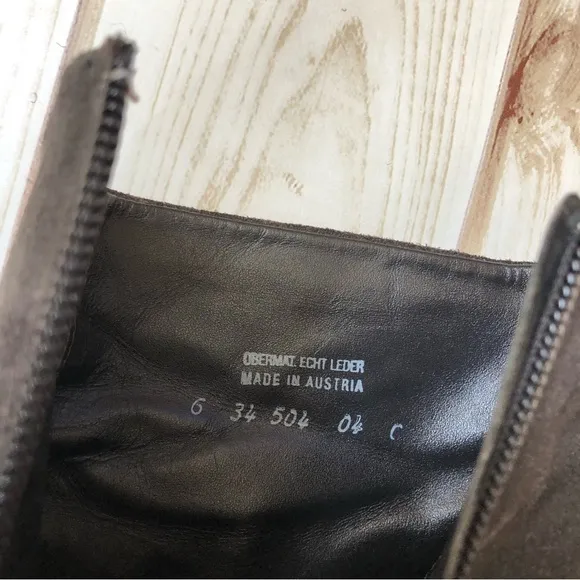 OBERMAT. ECHT LEDER
MADE IN AUSTRIA
6 34 504 04 C